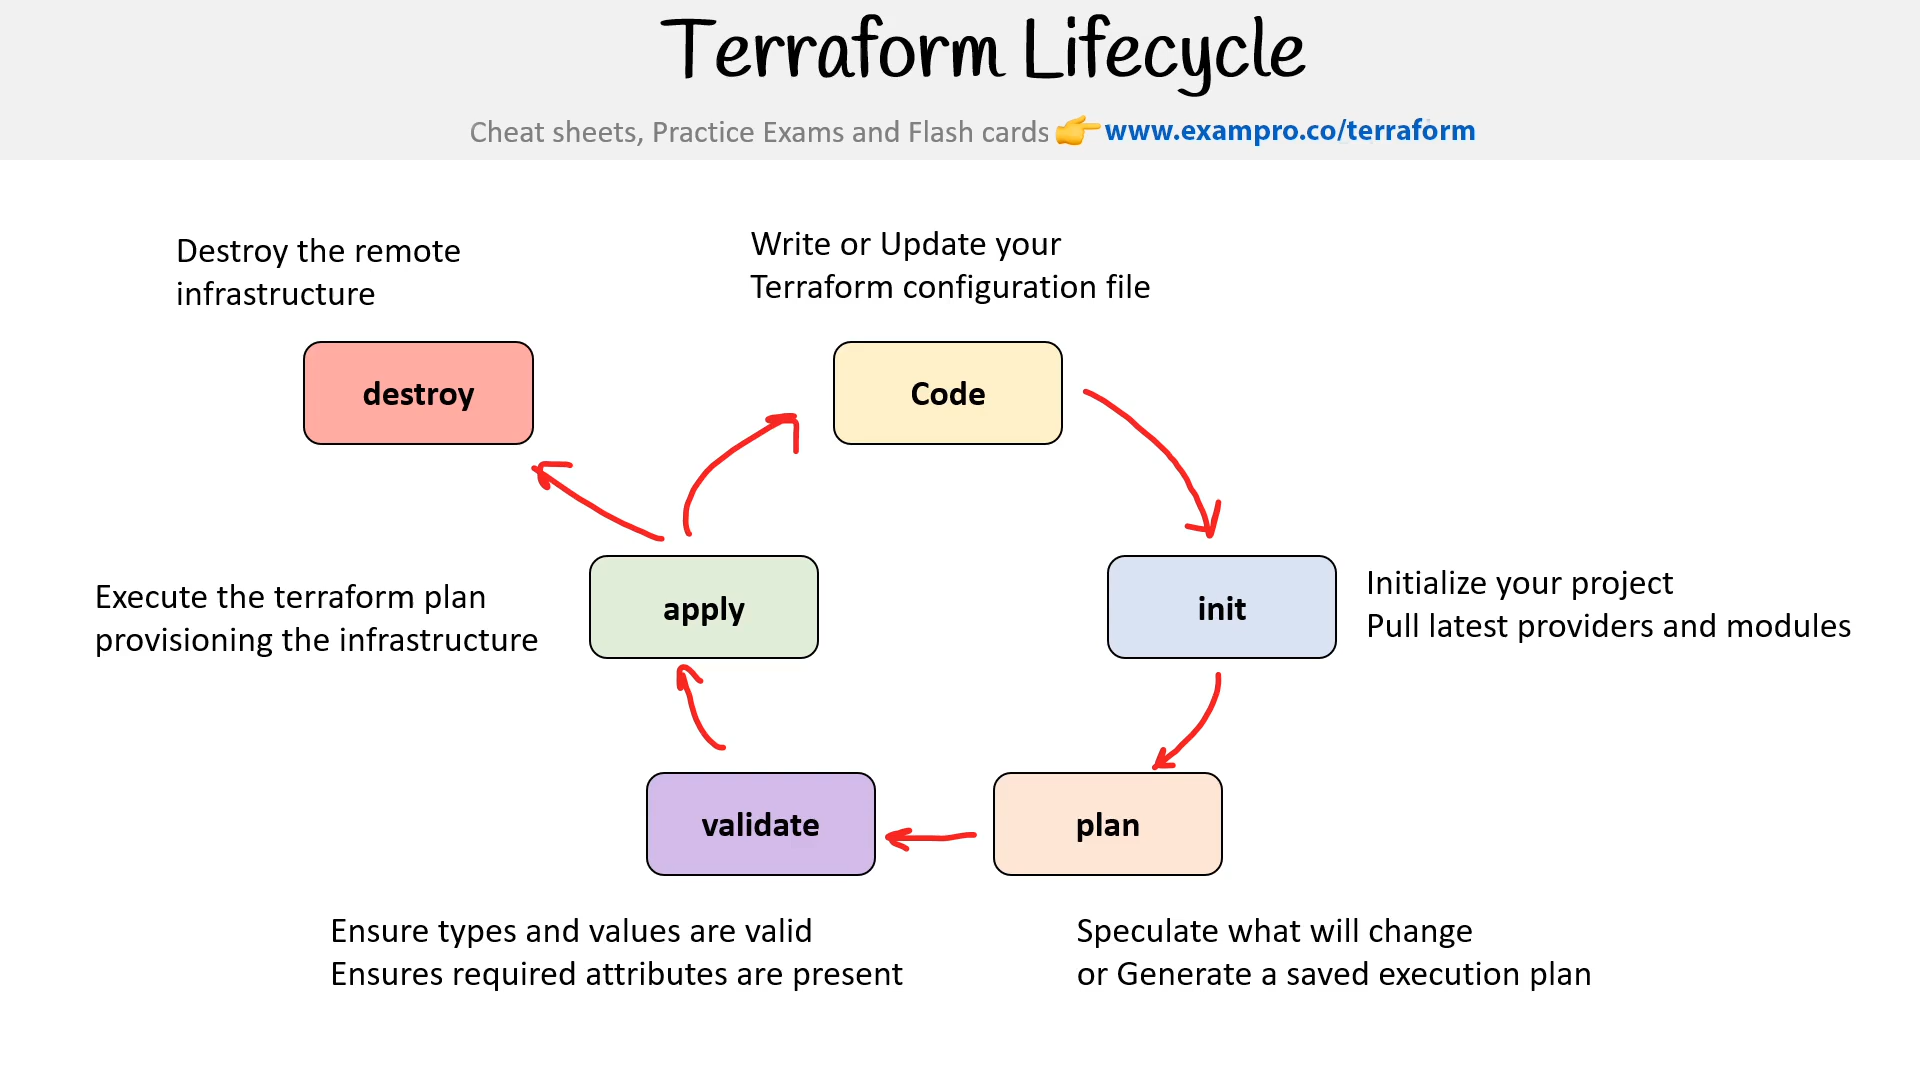 Terraform Lifecycle
Cheat sheets, Practice Exams and Flash cards 👉 www.exampro.co/terraform
Destroy the remote
infrastructure
Write or Update your
Terraform configuration file
destroy
Code
Execute the terraform plan
provisioning the infrastructure
apply
init
Initialize your project
Pull latest providers and modules
validate
plan
Ensure types and values are valid
Ensures required attributes are present
Speculate what will change
or Generate a saved execution plan